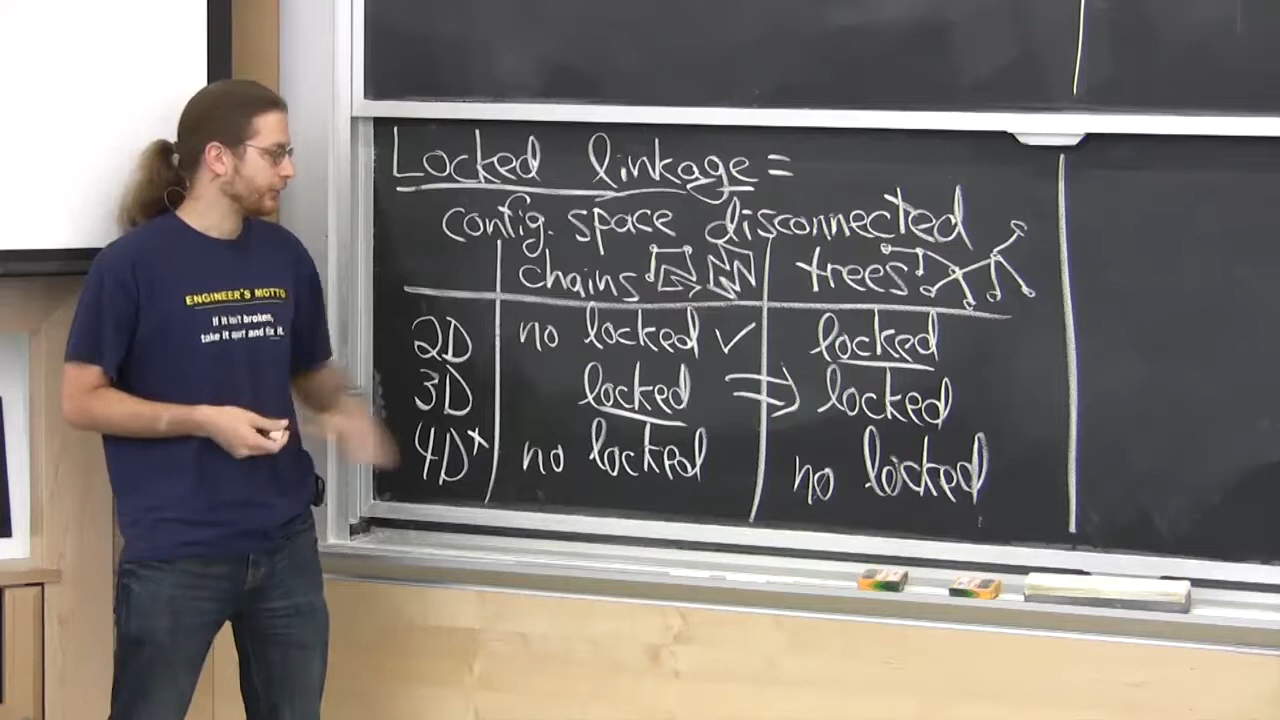 Locked linkage =
config. space disconnected
chains trees
2D no locked ✓ locked
3D locked ⇒ locked
4D+ no locked no locked
ENGINEER'S MOTTO
If it isn't broken,
take it apart and fix it.